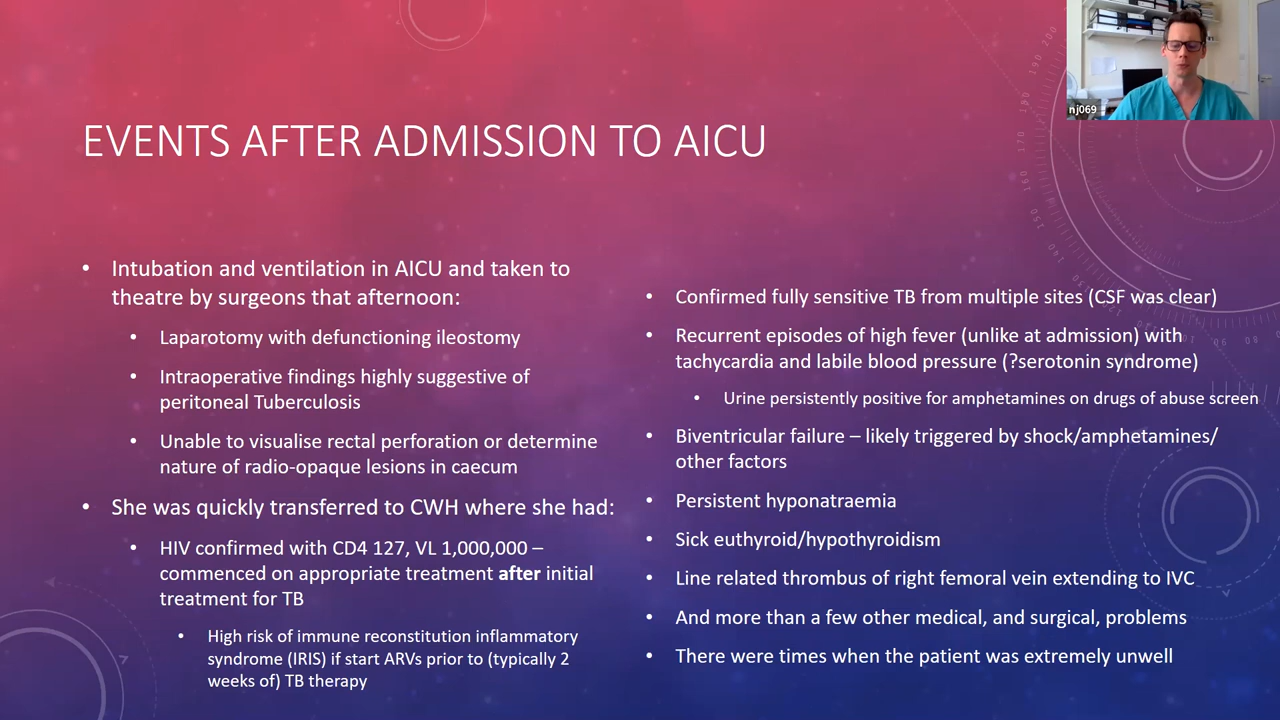 nj069
EVENTS AFTER ADMISSION TO AICU
• Intubation and ventilation in AICU and taken to
theatre by surgeons that afternoon:
• Laparotomy with defunctioning ileostomy
• Intraoperative findings highly suggestive of
peritoneal Tuberculosis
• Unable to visualise rectal perforation or determine
nature of radio-opaque lesions in caecum
• She was quickly transferred to CWH where she had:
• HIV confirmed with CD4 127, VL 1,000,000 –
commenced on appropriate treatment after initial
treatment for TB
• High risk of immune reconstitution inflammatory
syndrome (IRIS) if start ARVs prior to (typically 2
weeks of) TB therapy
• Confirmed fully sensitive TB from multiple sites (CSF was clear)
• Recurrent episodes of high fever (unlike at admission) with
tachycardia and labile blood pressure (?serotonin syndrome)
• Urine persistently positive for amphetamines on drugs of abuse screen
• Biventricular failure – likely triggered by shock/amphetamines/
other factors
• Persistent hyponatraemia
• Sick euthyroid/hypothyroidism
• Line related thrombus of right femoral vein extending to IVC
• And more than a few other medical, and surgical, problems
• There were times when the patient was extremely unwell
200
190
180
170
160
150